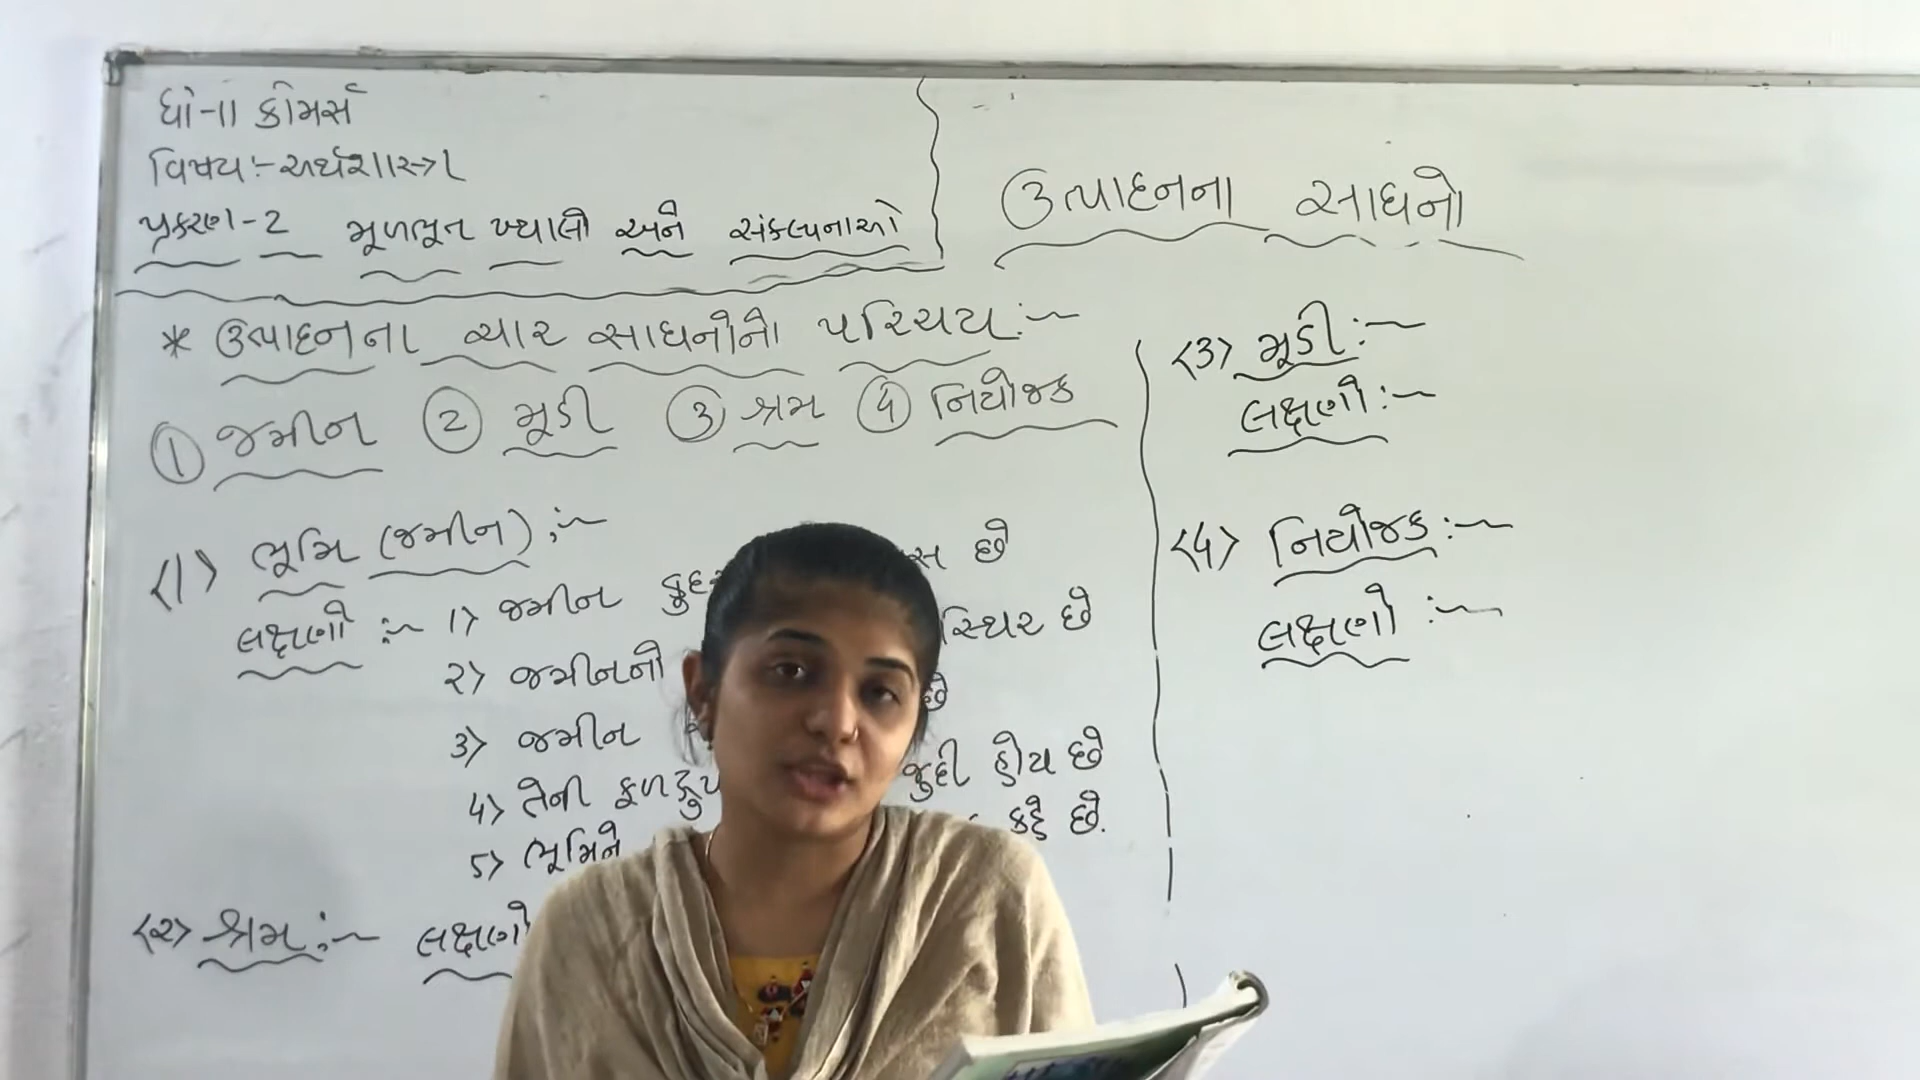 ધો-11 કોમર્સ
વિષય:- અર્થશાસ્ત્ર
પ્રકરણ-2 મૂળભૂત ખ્યાલો અને સંકલ્પનાઓ
ઉત્પાદનના સાધનો
* ઉત્પાદનના ચાર સાધનોનો પરિચય:-
① જમીન ② મૂડી ③ શ્રમ ④ નિયોજક
<1> ભૂમિ (જમીન):-
લક્ષણો :- 1> જમીન છે
2> જમીનનો સ્થિર છે
3> જમીન છે
4> તેની જુદી હોય છે
5> ભૂમિને કહે છે.
<2> શ્રમ:- લક્ષણો
<3> મૂડી:-
લક્ષણો:-
<4> નિયોજક:-
લક્ષણો:-